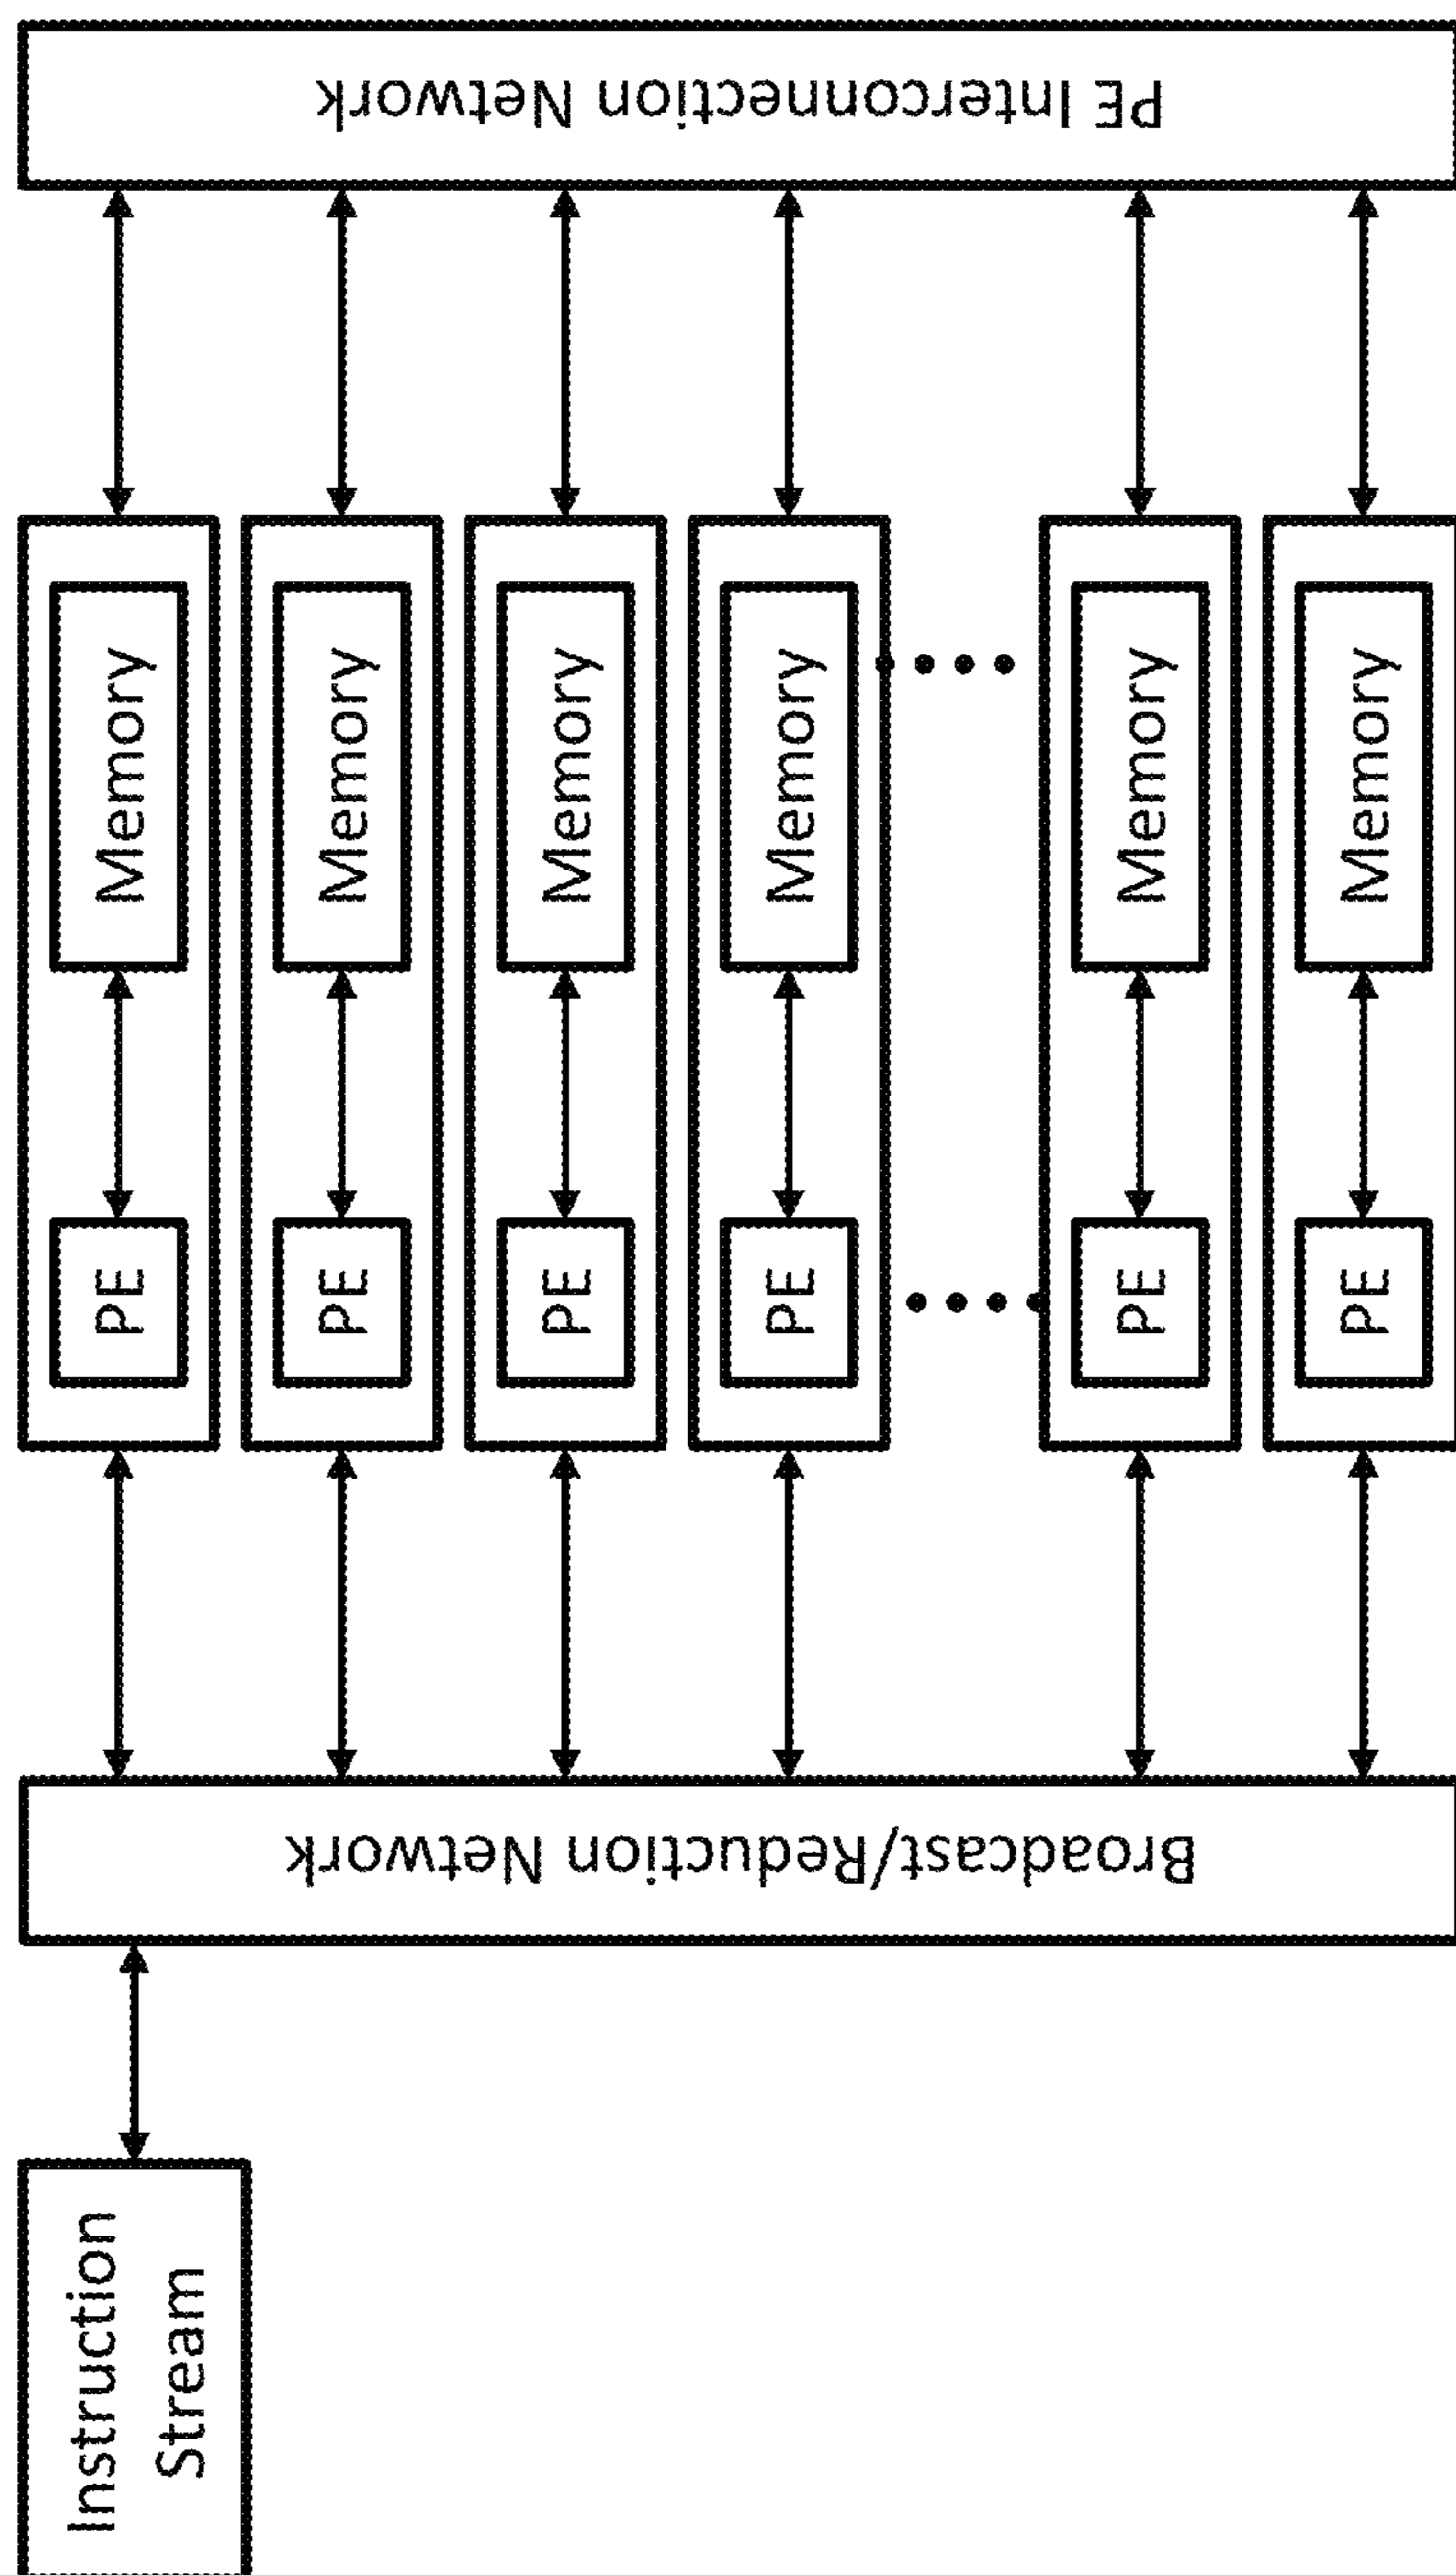 Instruction
Stream
Broadcast/Reduction Network
PE
Memory
PE
Memory
PE
Memory
PE
Memory
PE
Memory
PE
Memory
PE Interconnection Network